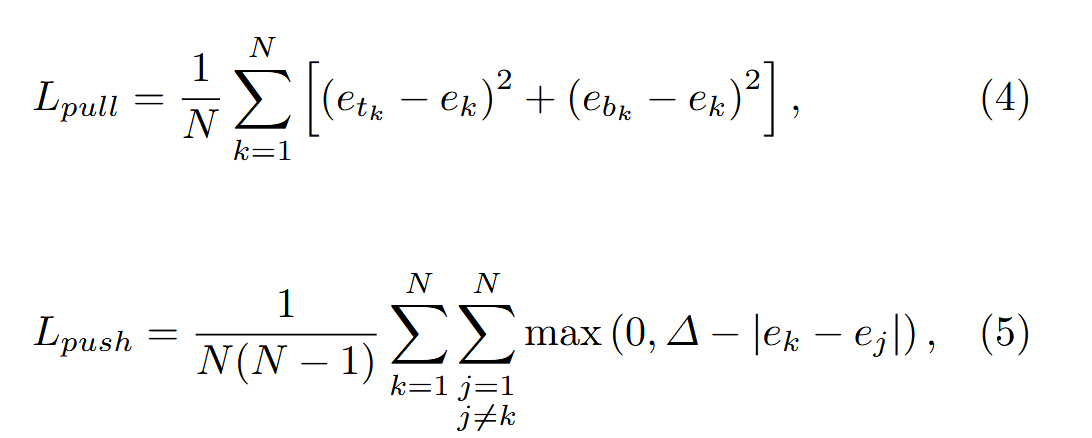 L_{pull} = \frac{1}{N} \sum_{k=1}^{N} \left[ (e_{t_k} - e_k)^2 + (e_{b_k} - e_k)^2 \right], (4)
L_{push} = \frac{1}{N(N-1)} \sum_{k=1}^{N} \sum_{\substack{j=1 \\ j \neq k}}^{N} \max(0, \Delta - |e_k - e_j|), (5)